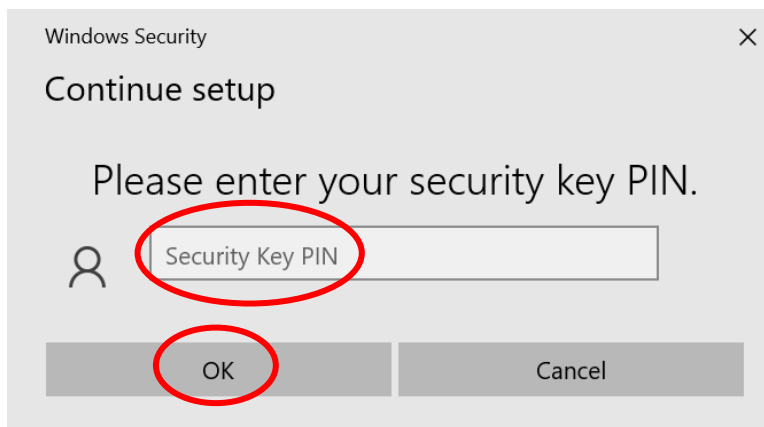 Windows Security
Continue setup
Please enter your security key PIN.
Security Key PIN
OK Cancel